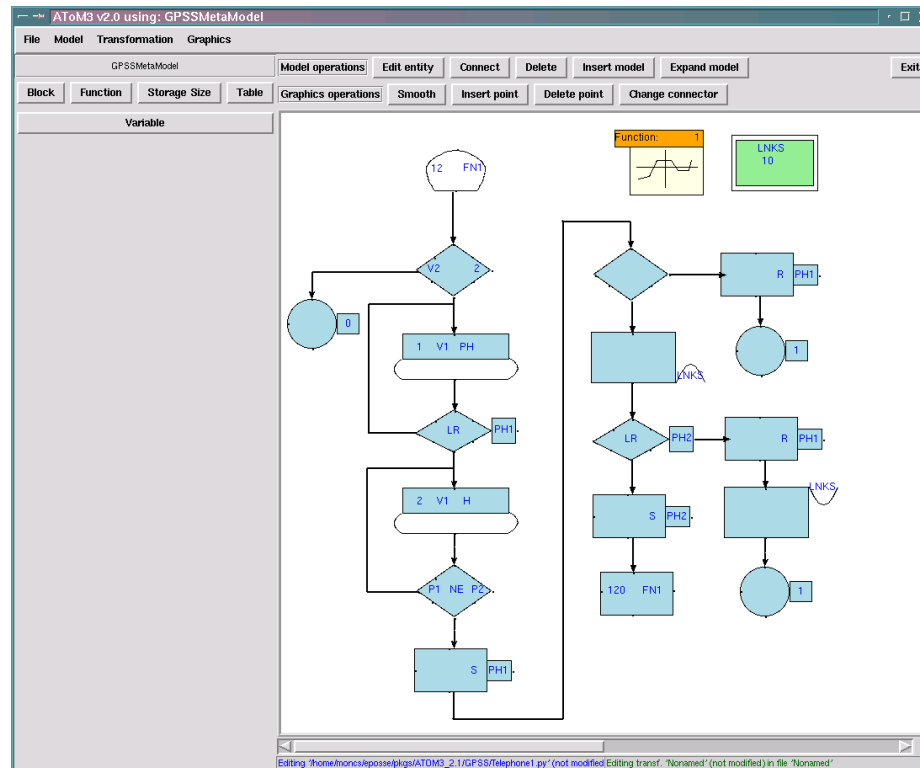 AToM3 v2.0 using: GPSSMetaModel
File Model Transformation Graphics
GPSSMetaModel
Model operations Edit entity Connect Delete Insert model Expand model Exit
Block Function Storage Size Table
Graphics operations Smooth Insert point Delete point Change connector
Variable
12 FN1
Function: 1
LNKS
10
V2 2
R PH1
0
1 V1 PH
1
LNKS
LR PH1
LR PH2
R PH1
2 V1 H
LNKS
S PH2
P1 NE P2
120 FN1
1
S PH1
Editing '/home/moncs/eposse/pkgs/ATOM3_2.1/GPSS/Telephone1.py' (not modified
Editing transf. 'Nonamed' (not modified) in file 'Nonamed'